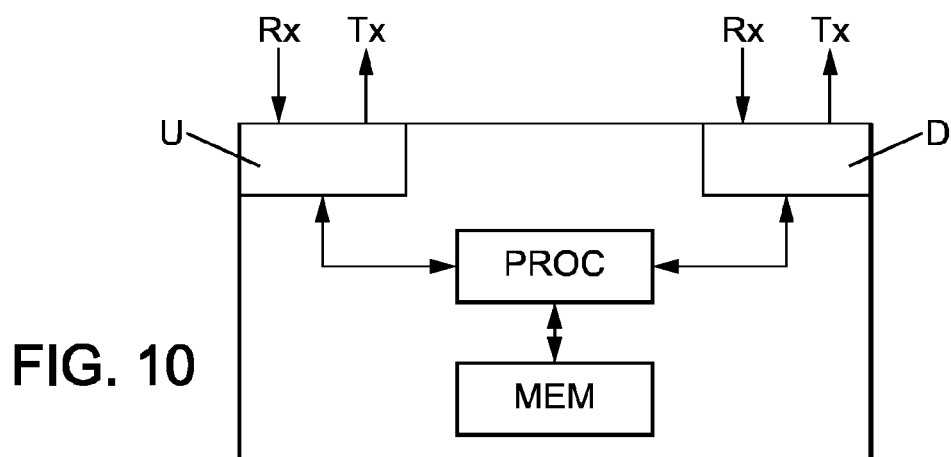 Rx Tx Rx Tx
U D
PROC
FIG. 10
MEM